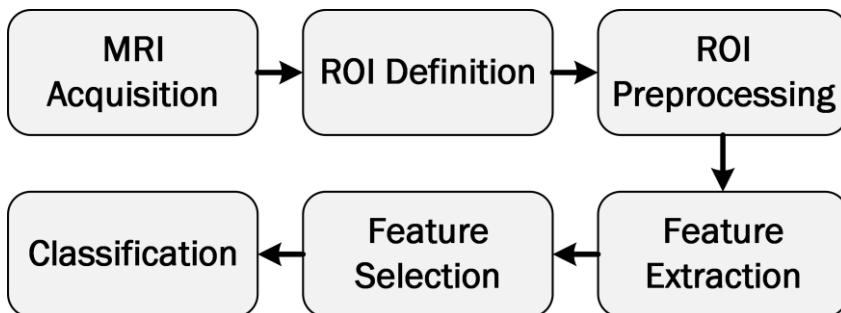 MRI
Acquisition
ROI Definition
ROI
Preprocessing
Feature
Extraction
Feature
Selection
Classification